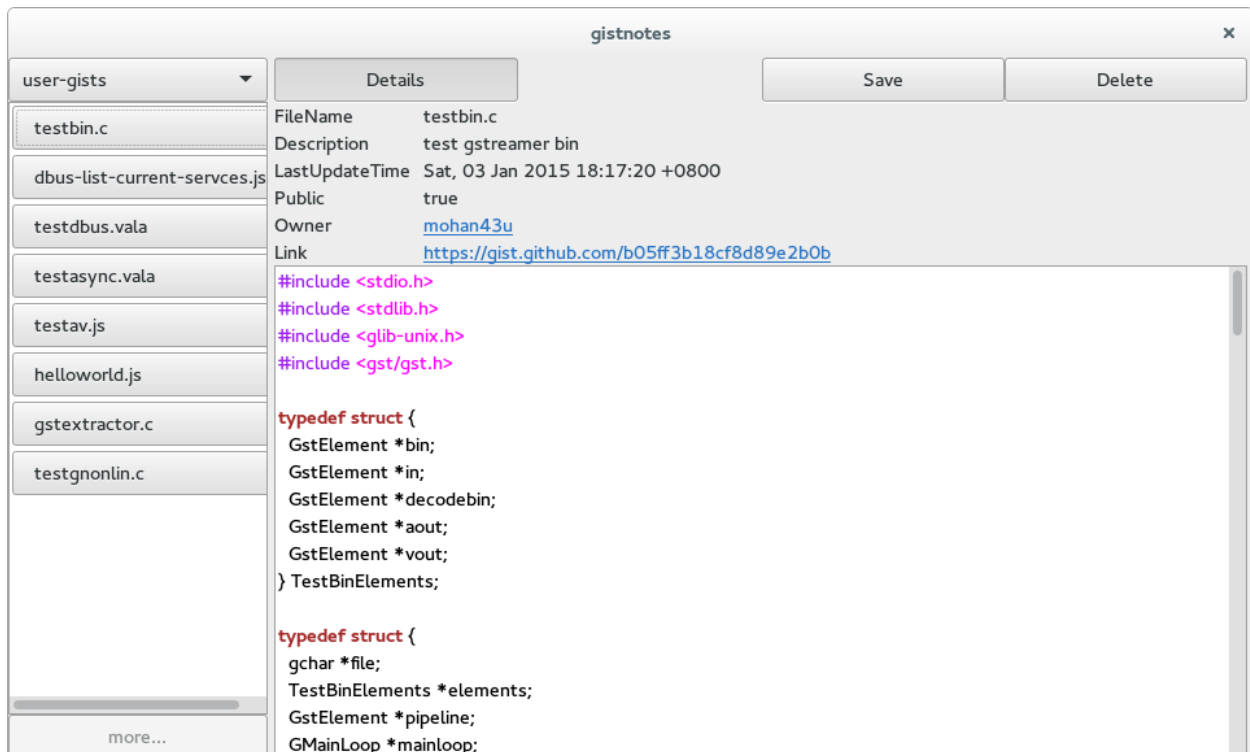 gistnotes
×
user-gists
Details
Save
Delete
testbin.c
dbus-list-current-servces.js
testdbus.vala
testasync.vala
testav.js
helloworld.js
gstextractor.c
testgnonlin.c
more...
FileName testbin.c
Description test gstreamer bin
LastUpdateTime Sat, 03 Jan 2015 18:17:20 +0800
Public true
Owner mohan43u
Link https://gist.github.com/b05ff3b18cf8d89e2b0b
#include <stdio.h>
#include <stdlib.h>
#include <glib-unix.h>
#include <gst/gst.h>
typedef struct {
GstElement *bin;
GstElement *in;
GstElement *decodebin;
GstElement *aout;
GstElement *vout;
} TestBinElements;
typedef struct {
gchar *file;
TestBinElements *elements;
GstElement *pipeline;
GMainLoop *mainloop;